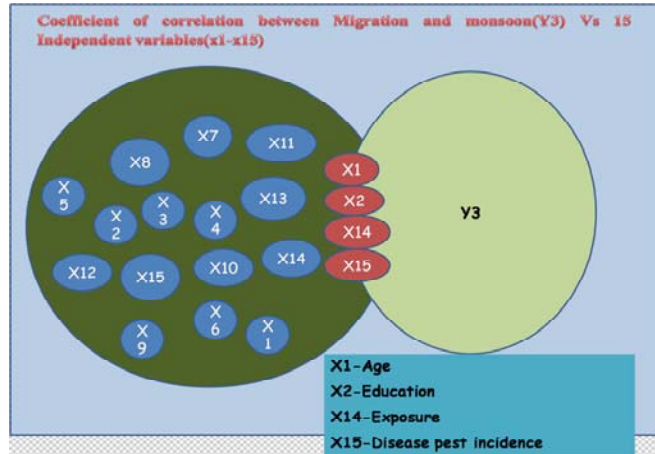 Coefficient of correlation between Migration and monsoon(Y3) Vs 15
Independent variables(x1-x15)
X7
X11
X8
X1
X
5
X
3
X13
X2
X
2
X
4
Y3
X14
X12
X15
X10
X14
X15
X
6
X
9
X
1
X1-Age
X2-Education
X14-Exposure
X15-Disease pest incidence